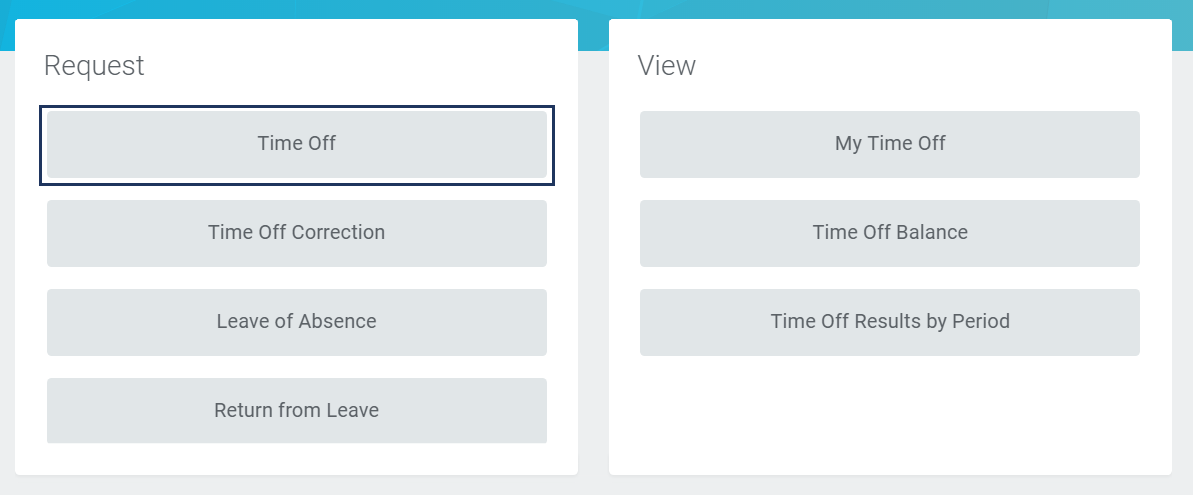 Request
Time Off
Time Off Correction
Leave of Absence
Return from Leave
View
My Time Off
Time Off Balance
Time Off Results by Period